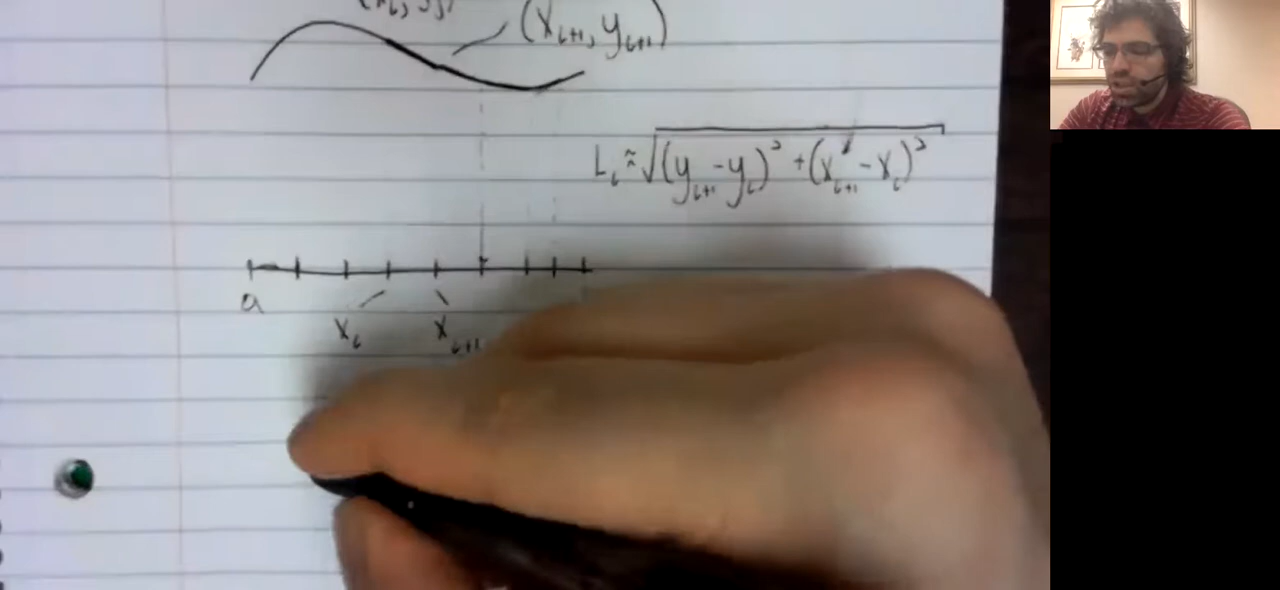 (x_{i+1}, y_{i+1})
L_i ≈ √((y_{i+1} - y_i)² + (x_{i+1} - x_i)²)
a
x_i x_{i+1}